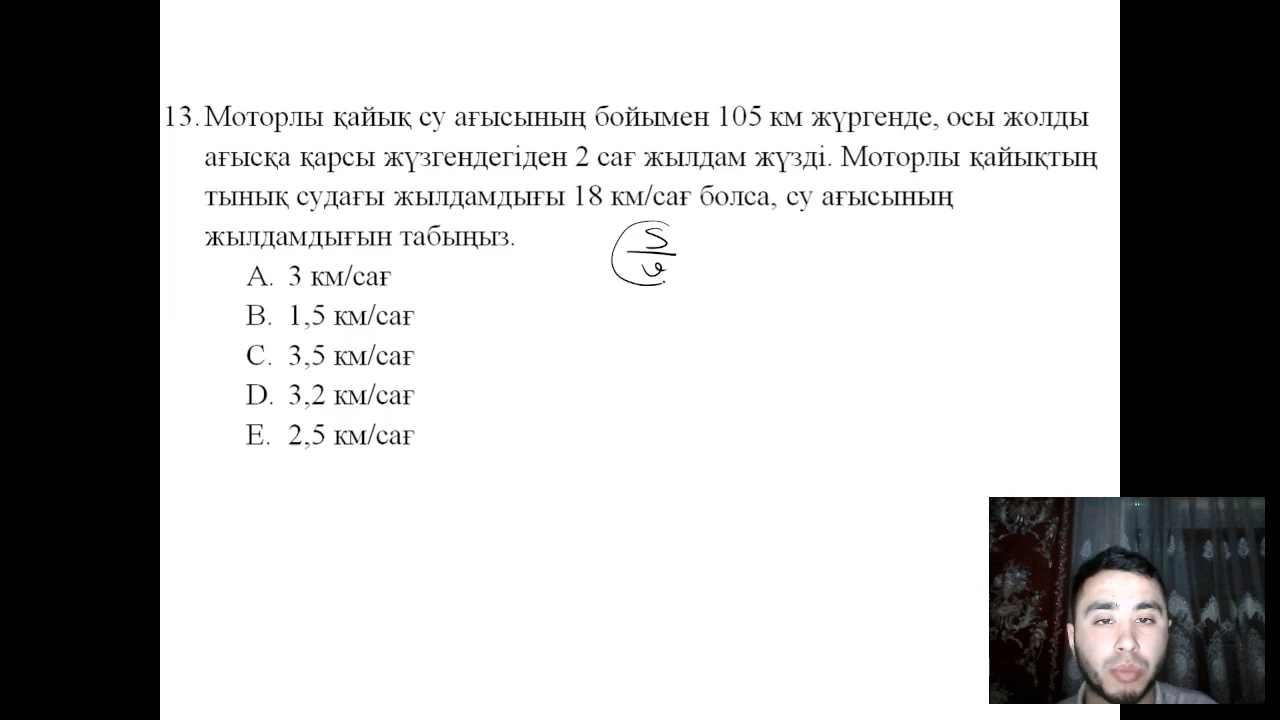 13. Моторлы қайық су ағысының бойымен 105 км жүргенде, осы жолды
ағысқа қарсы жүзгендегіден 2 сағ жылдам жүзді. Моторлы қайықтың
тынық судағы жылдамдығы 18 км/сағ болса, су ағысының
жылдамдығын табыңыз.
S
v
A. 3 км/сағ
B. 1,5 км/сағ
C. 3,5 км/сағ
D. 3,2 км/сағ
E. 2,5 км/сағ